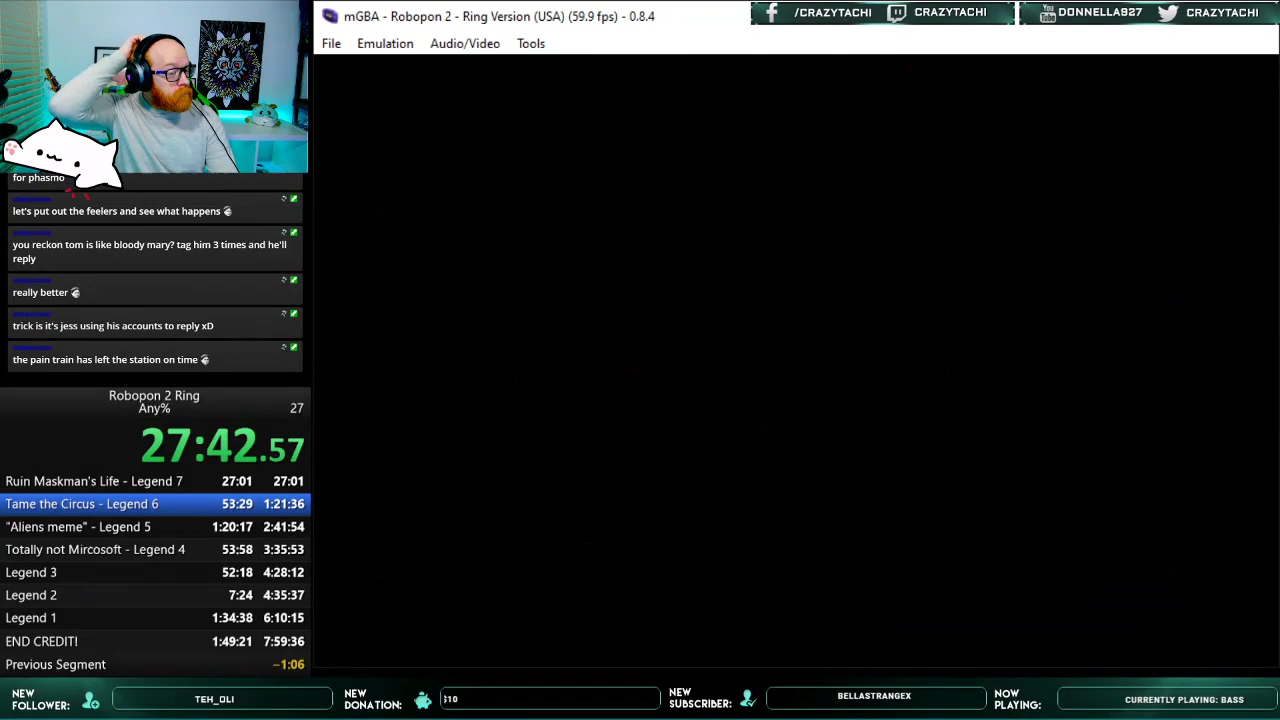 mGBA - Robopon 2 - Ring Version (USA) (59.9 fps) - 0.8.4
/CRAZYTACHI
CRAZYTACHI
DONNELLA827
CRAZYTACHI
File Emulation Audio/Video Tools
for phasmo
let's put out the feelers and see what happens
you reckon tom is like bloody mary? tag him 3 times and he'll
reply
really better
trick is it's jess using his accounts to reply xD
the pain train has left the station on time
Robopon 2 Ring
Any% 27
27:42.57
Ruin Maskman's Life - Legend 7 27:01 27:01
Tame the Circus - Legend 6 53:29 1:21:36
"Aliens meme" - Legend 5 1:20:17 2:41:54
Totally not Mircosoft - Legend 4 53:58 3:35:53
Legend 3 52:18 4:28:12
Legend 2 7:24 4:35:37
Legend 1 1:34:38 6:10:15
END CREDIT! 1:49:21 7:59:36
Previous Segment −1:06
NEW FOLLOWER: TEH_OLI
NEW DONATION: $10
NEW SUBSCRIBER: BELLASTRANGEX
NOW PLAYING: CURRENTLY PLAYING: BASS